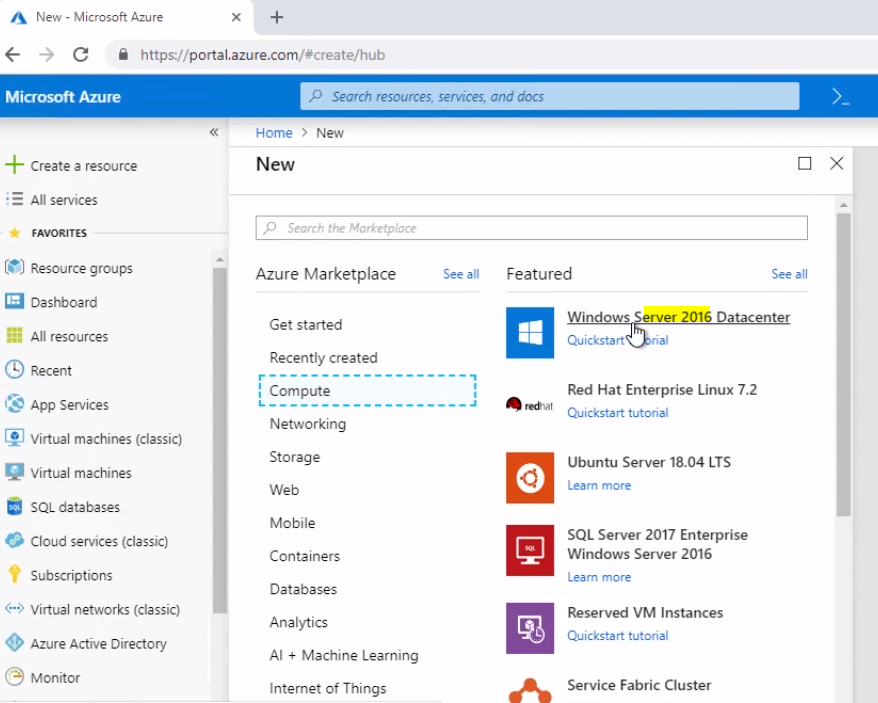 New - Microsoft Azure
https://portal.azure.com/#create/hub
Microsoft Azure
Search resources, services, and docs
Home > New
New
Create a resource
All services
FAVORITES
Resource groups
Dashboard
All resources
Recent
App Services
Virtual machines (classic)
Virtual machines
SQL databases
Cloud services (classic)
Subscriptions
Virtual networks (classic)
Azure Active Directory
Monitor
Search the Marketplace
Azure Marketplace
See all
Get started
Recently created
Compute
Networking
Storage
Web
Mobile
Containers
Databases
Analytics
AI + Machine Learning
Internet of Things
Featured
See all
Windows Server 2016 Datacenter
Quickstart
redhat
Red Hat Enterprise Linux 7.2
Quickstart tutorial
Ubuntu Server 18.04 LTS
Learn more
SQL
SQL Server 2017 Enterprise
Windows Server 2016
Learn more
Reserved VM Instances
Quickstart tutorial
Service Fabric Cluster